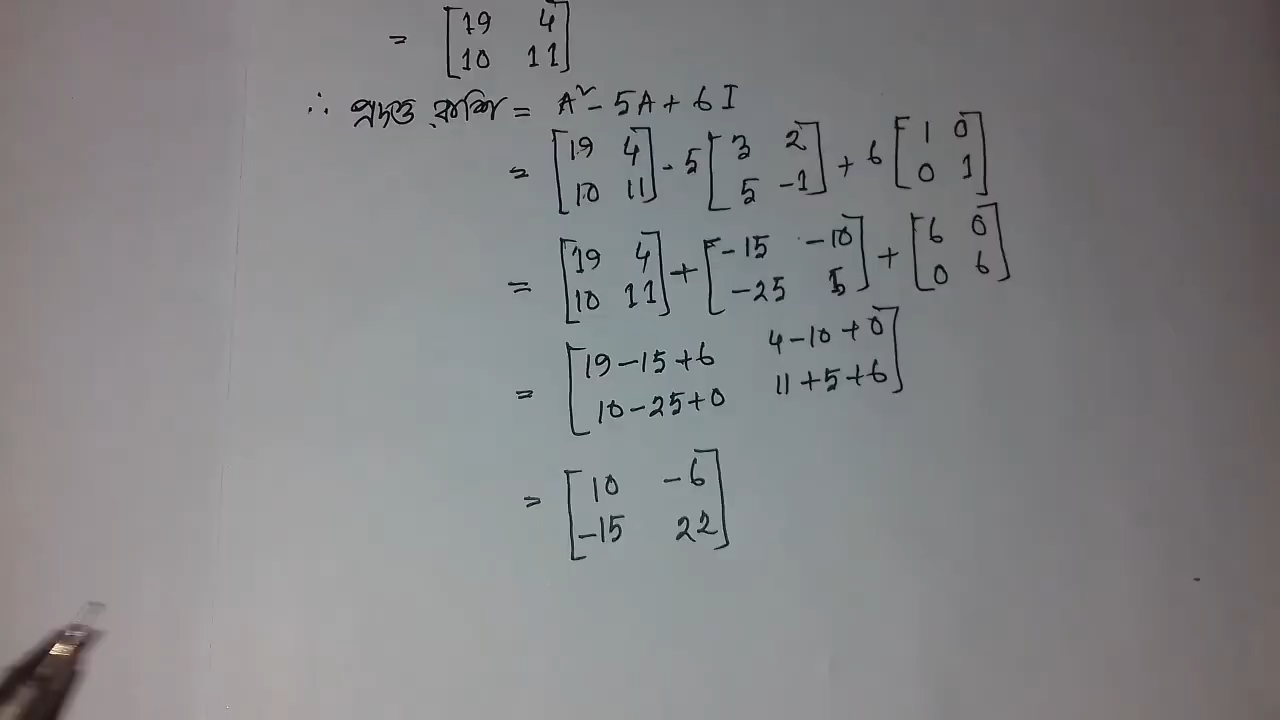 = [19 4
10 11]
∴ প্রদত্ত রাশি = A² - 5A + 6I
= [19 4
10 11] - 5 [3 2
5 -1] + 6 [1 0
0 1]
= [19 4
10 11] + [-15 -10
-25 5] + [6 0
0 6]
= [19-15+6 4-10+0
10-25+0 11+5+6]
= [10 -6
-15 22]